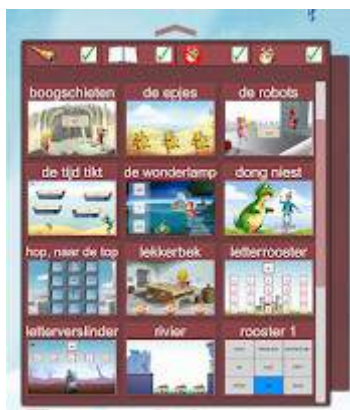 boogschieten de epjes de robots
de tijd tikt de wonderlamp dong niest
hop, naar de top lekkerbek letterrooster
letterverslinder rivier rooster 1